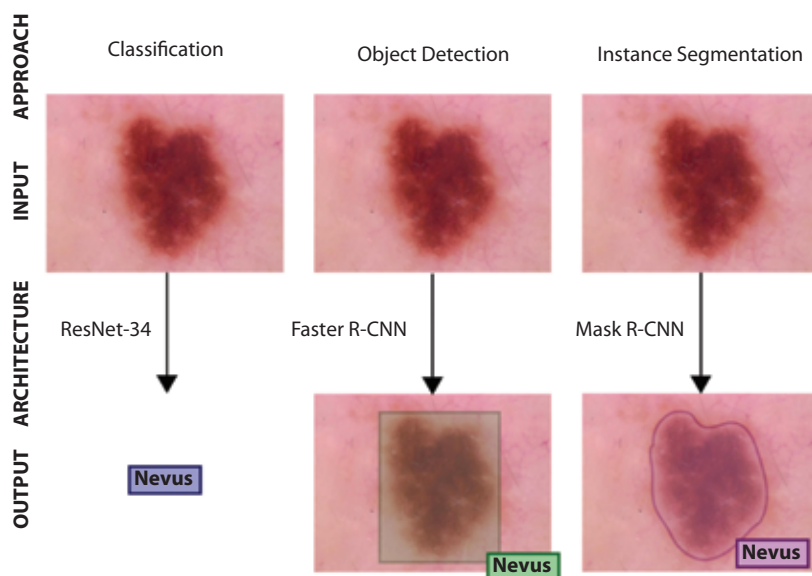 APPROACH
Classification
Object Detection
Instance Segmentation
INPUT
ARCHITECTURE
ResNet-34
Faster R-CNN
Mask R-CNN
OUTPUT
Nevus
Nevus
Nevus